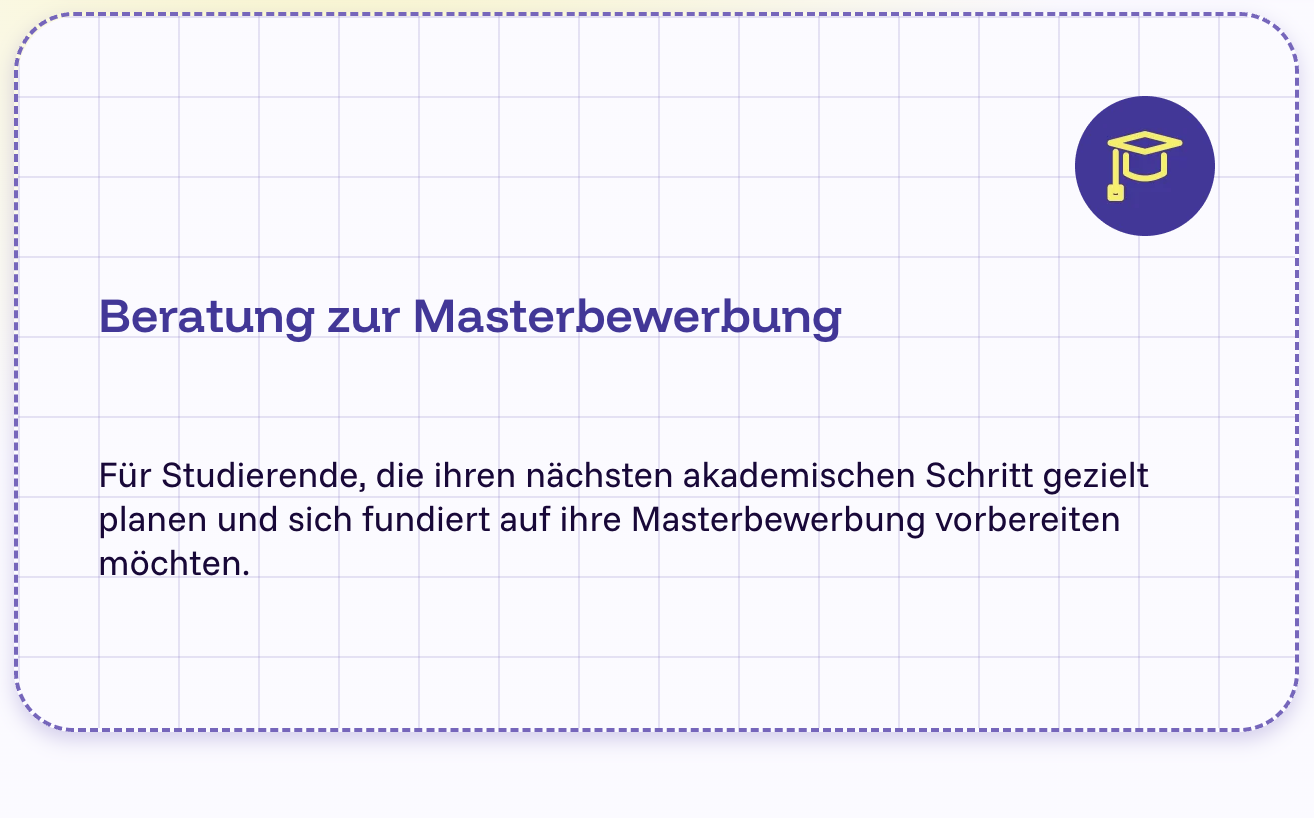 Beratung zur Masterbewerbung
Für Studierende, die ihren nächsten akademischen Schritt gezielt
planen und sich fundiert auf ihre Masterbewerbung vorbereiten
möchten.